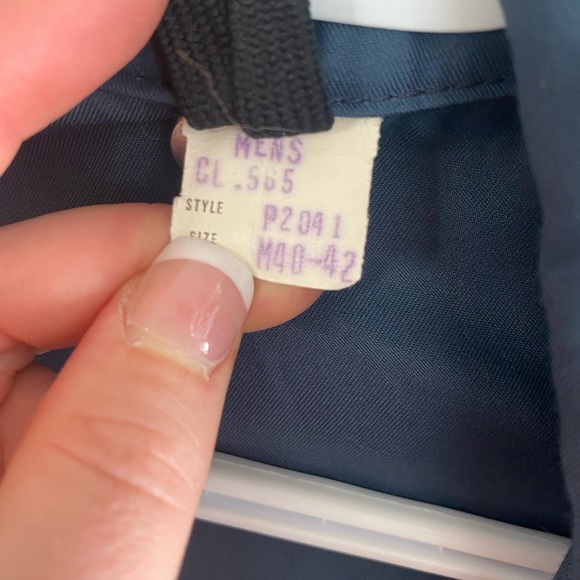 MENS
CL .565
STYLE P2041
SIZE M40-42